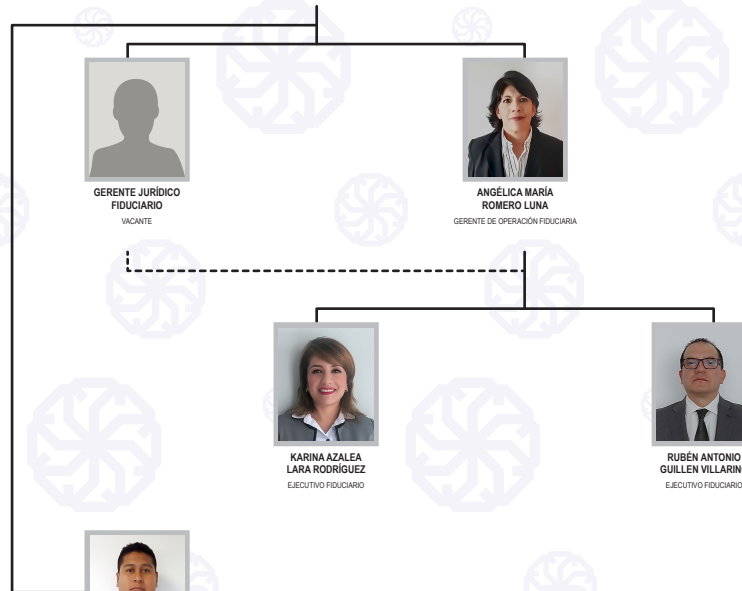 GERENTE JURÍDICO
FIDUCIARIO
VACANTE
ANGÉLICA MARÍA
ROMERO LUNA
GERENTE DE OPERACIÓN FIDUCIARIA
KARINA AZALEA
LARA RODRÍGUEZ
EJECUTIVO FIDUCIARIO
RUBÉN ANTONIO
GUILLEN VILLARIN
EJECUTIVO FIDUCIARIO